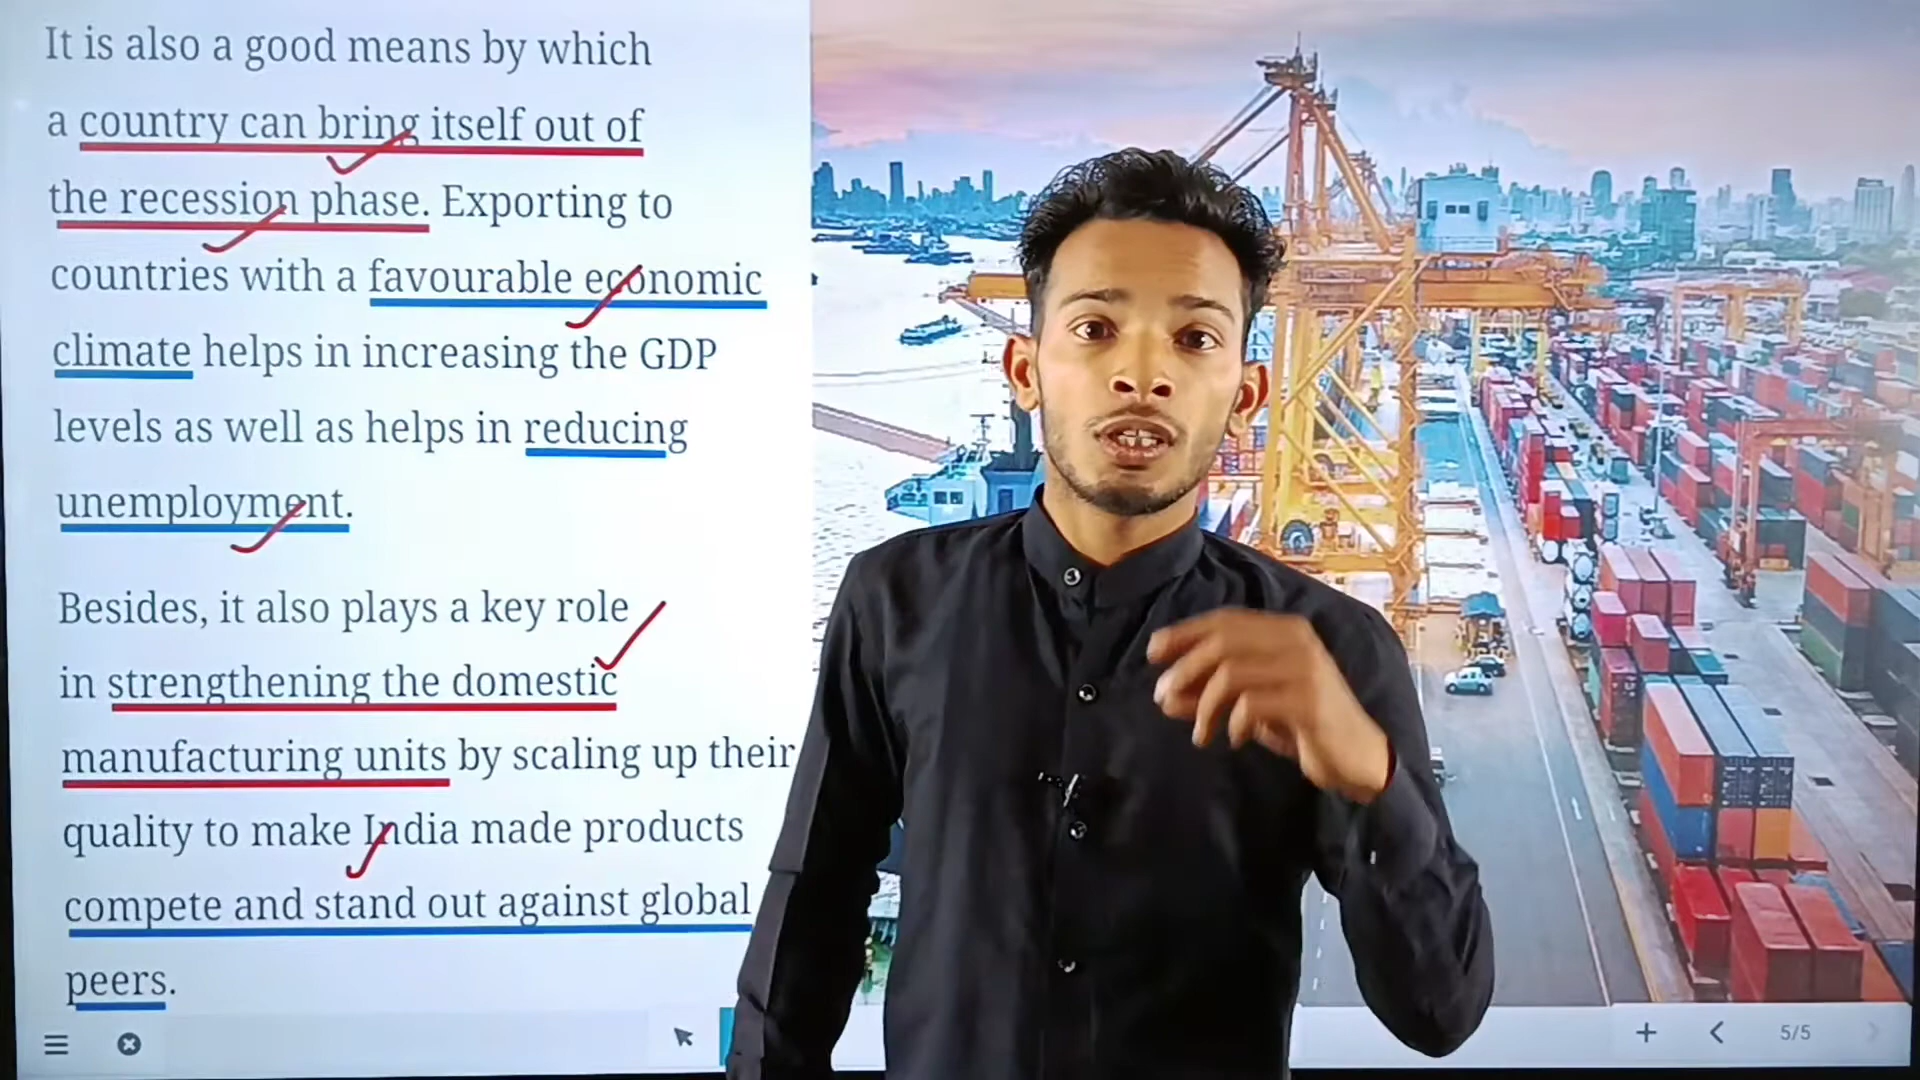 It is also a good means by which
a country can bring itself out of
the recession phase. Exporting to
countries with a favourable economic
climate helps in increasing the GDP
levels as well as helps in reducing
unemployment.
Besides, it also plays a key role
in strengthening the domestic
manufacturing units by scaling up their
quality to make India made products
compete and stand out against global
peers.
5/5